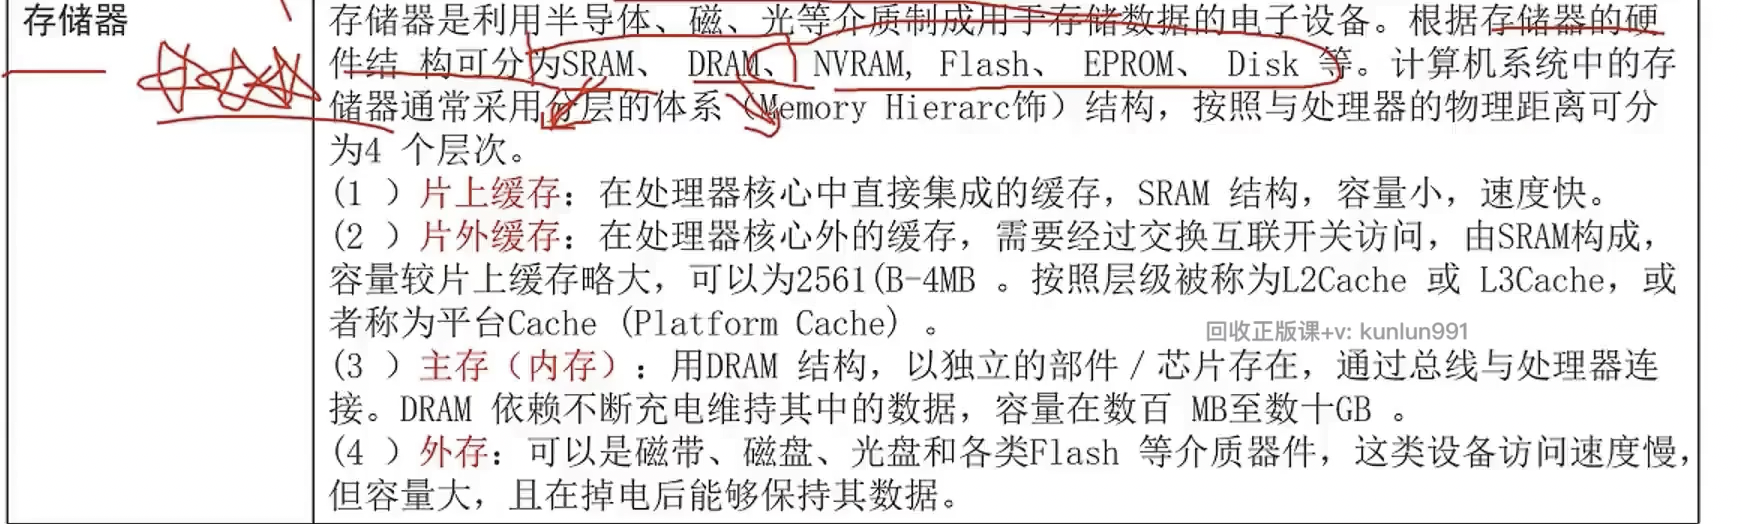 存储器
存储器是利用半导体、磁、光等介质制成用于存储数据的电子设备。根据存储器的硬
件结 构可分为SRAM、 DRAM、 NVRAM, Flash、 EPROM、 Disk 等。计算机系统中的存
储器通常采用分层的体系（Memory Hierarc饰）结构，按照与处理器的物理距离可分
为4 个层次。
(1 ）片上缓存：在处理器核心中直接集成的缓存，SRAM 结构，容量小，速度快。
(2 ）片外缓存：在处理器核心外的缓存，需要经过交换互联开关访问，由SRAM构成，
容量较片上缓存略大，可以为2561(B-4MB 。按照层级被称为L2Cache 或 L3Cache，或
者称为平台Cache (Platform Cache) 。
回收正版课+v: kunlun991
(3 ）主存（内存）：用DRAM 结构，以独立的部件／芯片存在，通过总线与处理器连
接。DRAM 依赖不断充电维持其中的数据，容量在数百 MB至数十GB 。
(4 ）外存：可以是磁带、磁盘、光盘和各类Flash 等介质器件，这类设备访问速度慢，
但容量大，且在掉电后能够保持其数据。